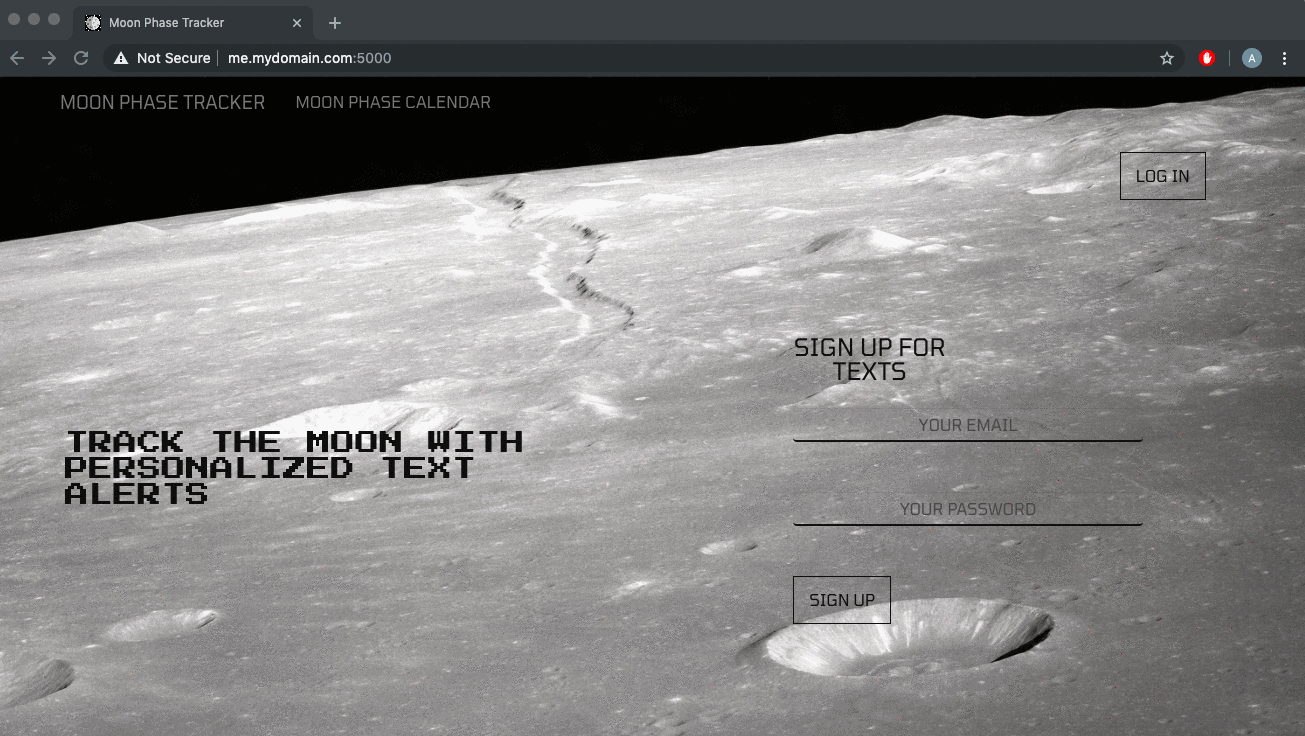 Moon Phase Tracker
Not Secure
me.mydomain.com:5000
A
MOON PHASE TRACKER
MOON PHASE CALENDAR
LOG IN
SIGN UP FOR
TEXTS
YOUR EMAIL
TRACK THE MOON WITH
PERSONALIZED TEXT
ALERTS
YOUR PASSWORD
SIGN UP